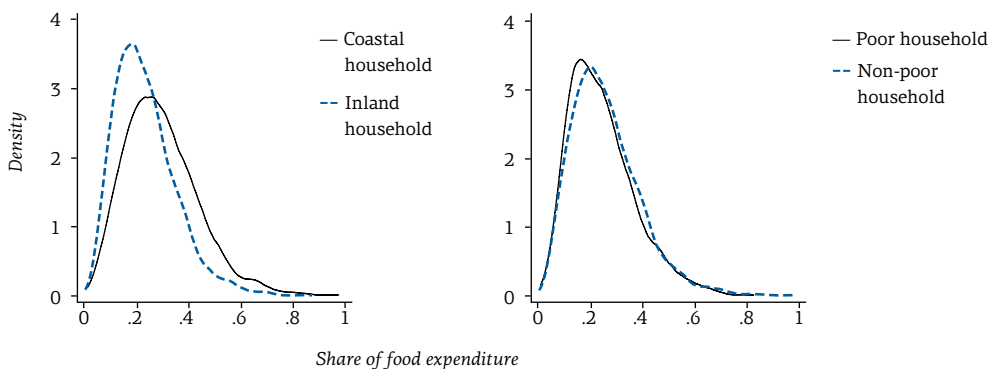 4
3
2
1
0
Density
0 .2 .4 .6 .8 1
Coastal
household
Inland
household
4
3
2
1
0
0 .2 .4 .6 .8 1
Poor household
Non-poor
household
Share of food expenditure